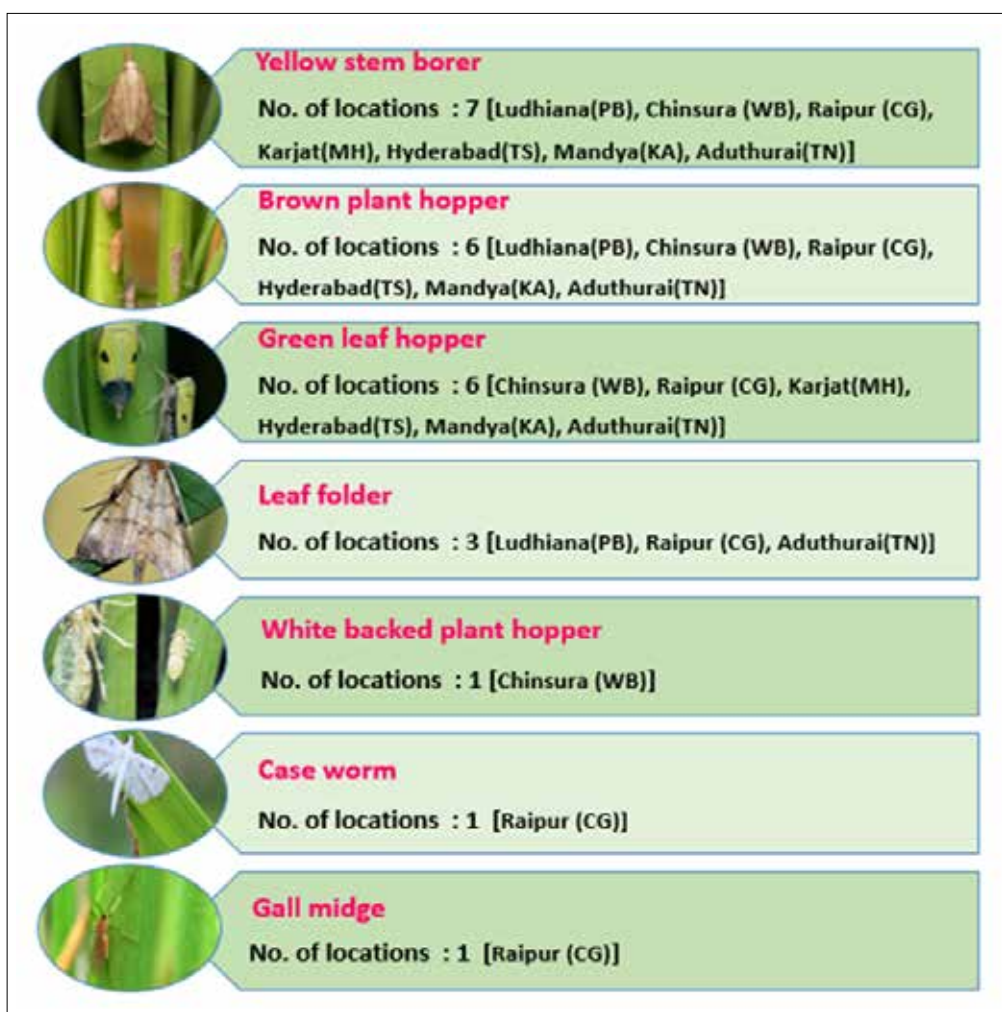 Yellow stem borer
No. of locations : 7 [Ludhiana(PB), Chinsura (WB), Raipur (CG),
Karjat(MH), Hyderabad(TS), Mandya(KA), Aduthurai(TN)]
Brown plant hopper
No. of locations : 6 [Ludhiana(PB), Chinsura (WB), Raipur (CG),
Hyderabad(TS), Mandya(KA), Aduthurai(TN)]
Green leaf hopper
No. of locations : 6 [Chinsura (WB), Raipur (CG), Karjat(MH),
Hyderabad(TS), Mandya(KA), Aduthurai(TN)]
Leaf folder
No. of locations : 3 [Ludhiana(PB), Raipur (CG), Aduthurai(TN)]
White backed plant hopper
No. of locations : 1 [Chinsura (WB)]
Case worm
No. of locations : 1 [Raipur (CG)]
Gall midge
No. of locations : 1 [Raipur (CG)]